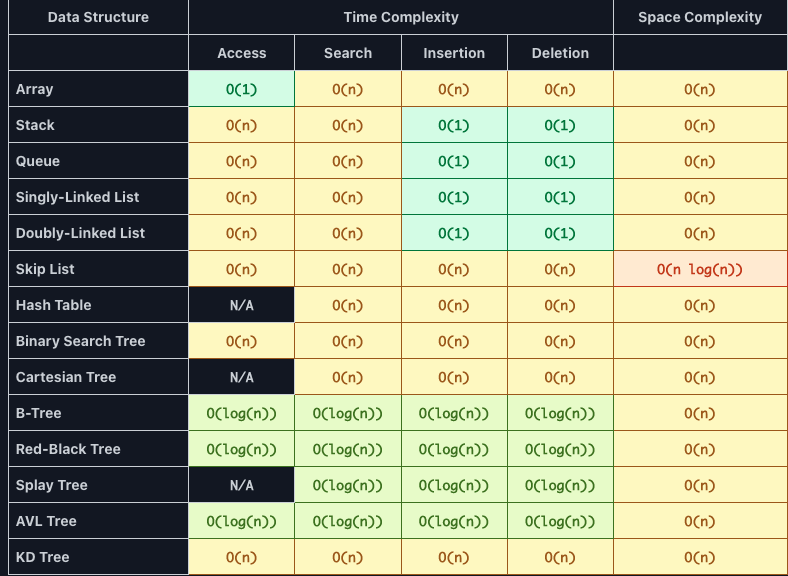 Data Structure Time Complexity Space Complexity
Access Search Insertion Deletion
Array O(1) O(n) O(n) O(n) O(n)
Stack O(n) O(n) O(1) O(1) O(n)
Queue O(n) O(n) O(1) O(1) O(n)
Singly-Linked List O(n) O(n) O(1) O(1) O(n)
Doubly-Linked List O(n) O(n) O(1) O(1) O(n)
Skip List O(n) O(n) O(n) O(n) O(n log(n))
Hash Table N/A O(n) O(n) O(n) O(n)
Binary Search Tree O(n) O(n) O(n) O(n) O(n)
Cartesian Tree N/A O(n) O(n) O(n) O(n)
B-Tree O(log(n)) O(log(n)) O(log(n)) O(log(n)) O(n)
Red-Black Tree O(log(n)) O(log(n)) O(log(n)) O(log(n)) O(n)
Splay Tree N/A O(log(n)) O(log(n)) O(log(n)) O(n)
AVL Tree O(log(n)) O(log(n)) O(log(n)) O(log(n)) O(n)
KD Tree O(n) O(n) O(n) O(n) O(n)